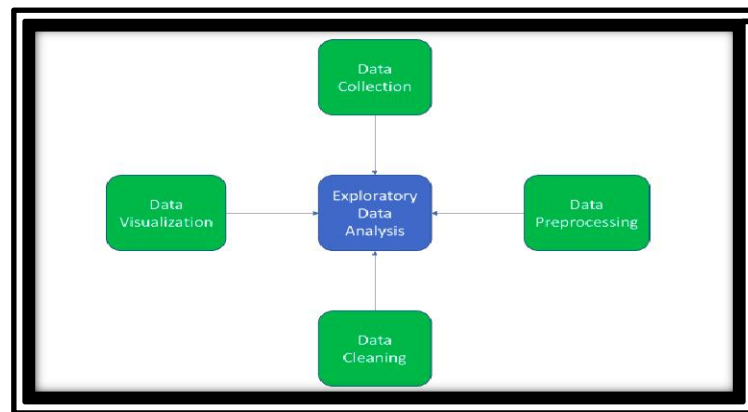 Data
Collection
Data
Visualization
Exploratory
Data
Analysis
Data
Preprocessing
Data
Cleaning